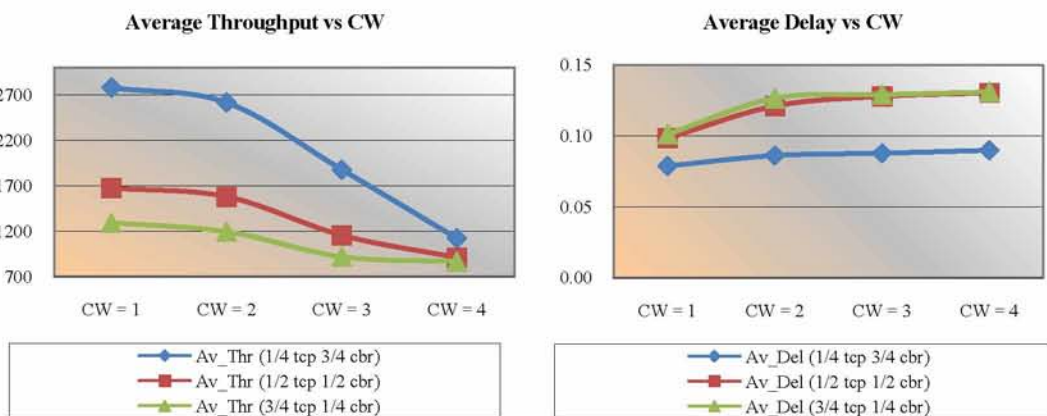 Average Throughput vs CW
2700
2200
1700
1200
700
CW = 1 CW = 2 CW = 3 CW = 4
Av_Thr (1/4 tcp 3/4 cbr)
Av_Thr (1/2 tcp 1/2 cbr)
Av_Thr (3/4 tcp 1/4 cbr)
Average Delay vs CW
0.15
0.10
0.05
0.00
CW = 1 CW = 2 CW = 3 CW = 4
Av_Del (1/4 tcp 3/4 cbr)
Av_Del (1/2 tcp 1/2 cbr)
Av_Del (3/4 tcp 1/4 cbr)